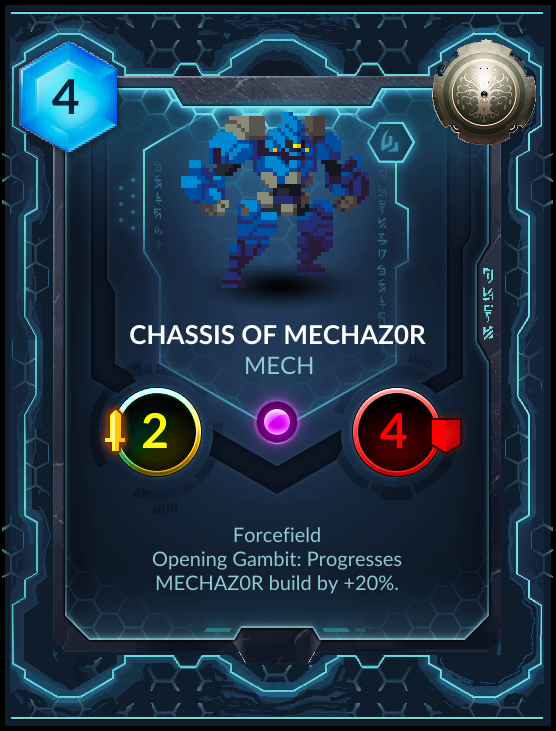 4
CHASSIS OF MECHAZ0R
MECH
2
4
Forcefield
Opening Gambit: Progresses
MECHAZ0R build by +20%.